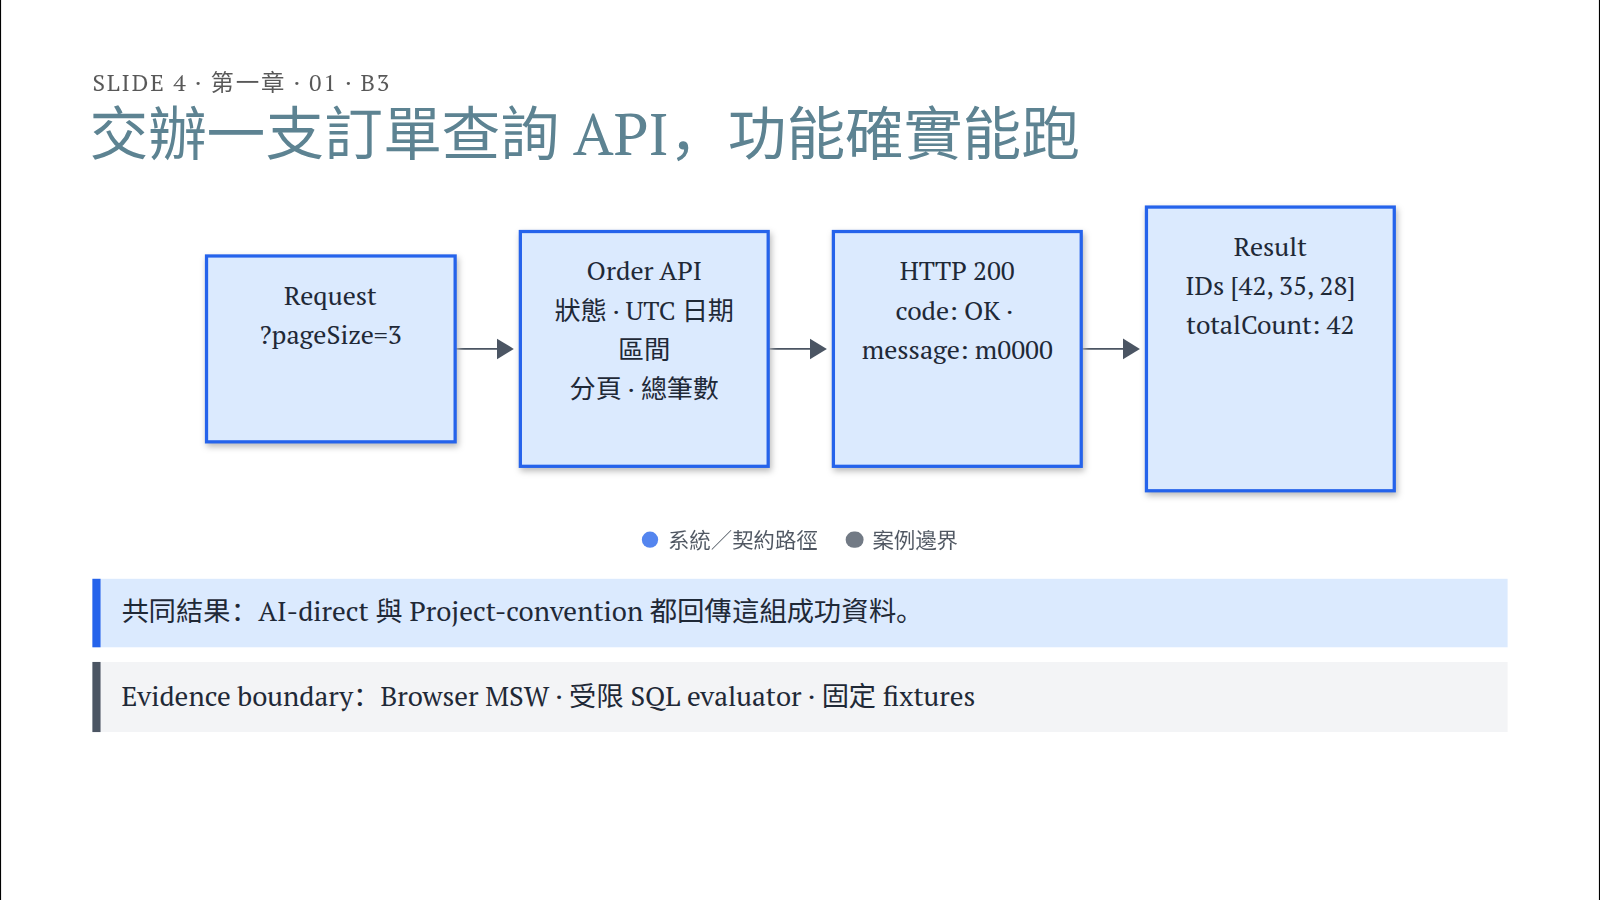 SLIDE 4 · 第一章 · 01 · B3
交辦一支訂單查詢 API，功能確實能跑
Request
?pageSize=3
Order API
狀態 · UTC 日期
區間
分頁 · 總筆數
HTTP 200
code: OK ·
message: m0000
Result
IDs [42, 35, 28]
totalCount: 42
系統／契約路徑
案例邊界
共同結果：AI-direct 與 Project-convention 都回傳這組成功資料。
Evidence boundary：Browser MSW · 受限 SQL evaluator · 固定 fixtures